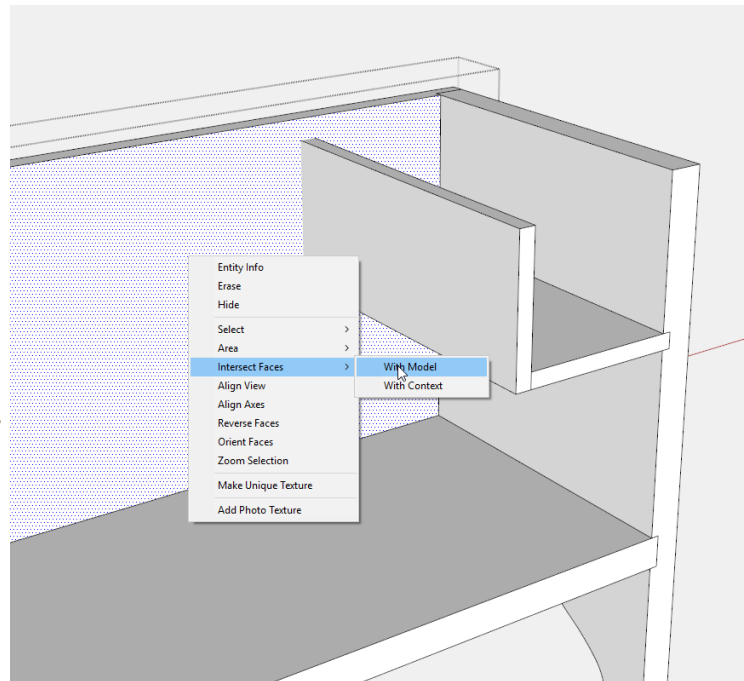 Entity Info
Erase
Hide
Select
Area
Intersect Faces
With Model
With Context
Align View
Align Axes
Reverse Faces
Orient Faces
Zoom Selection
Make Unique Texture
Add Photo Texture